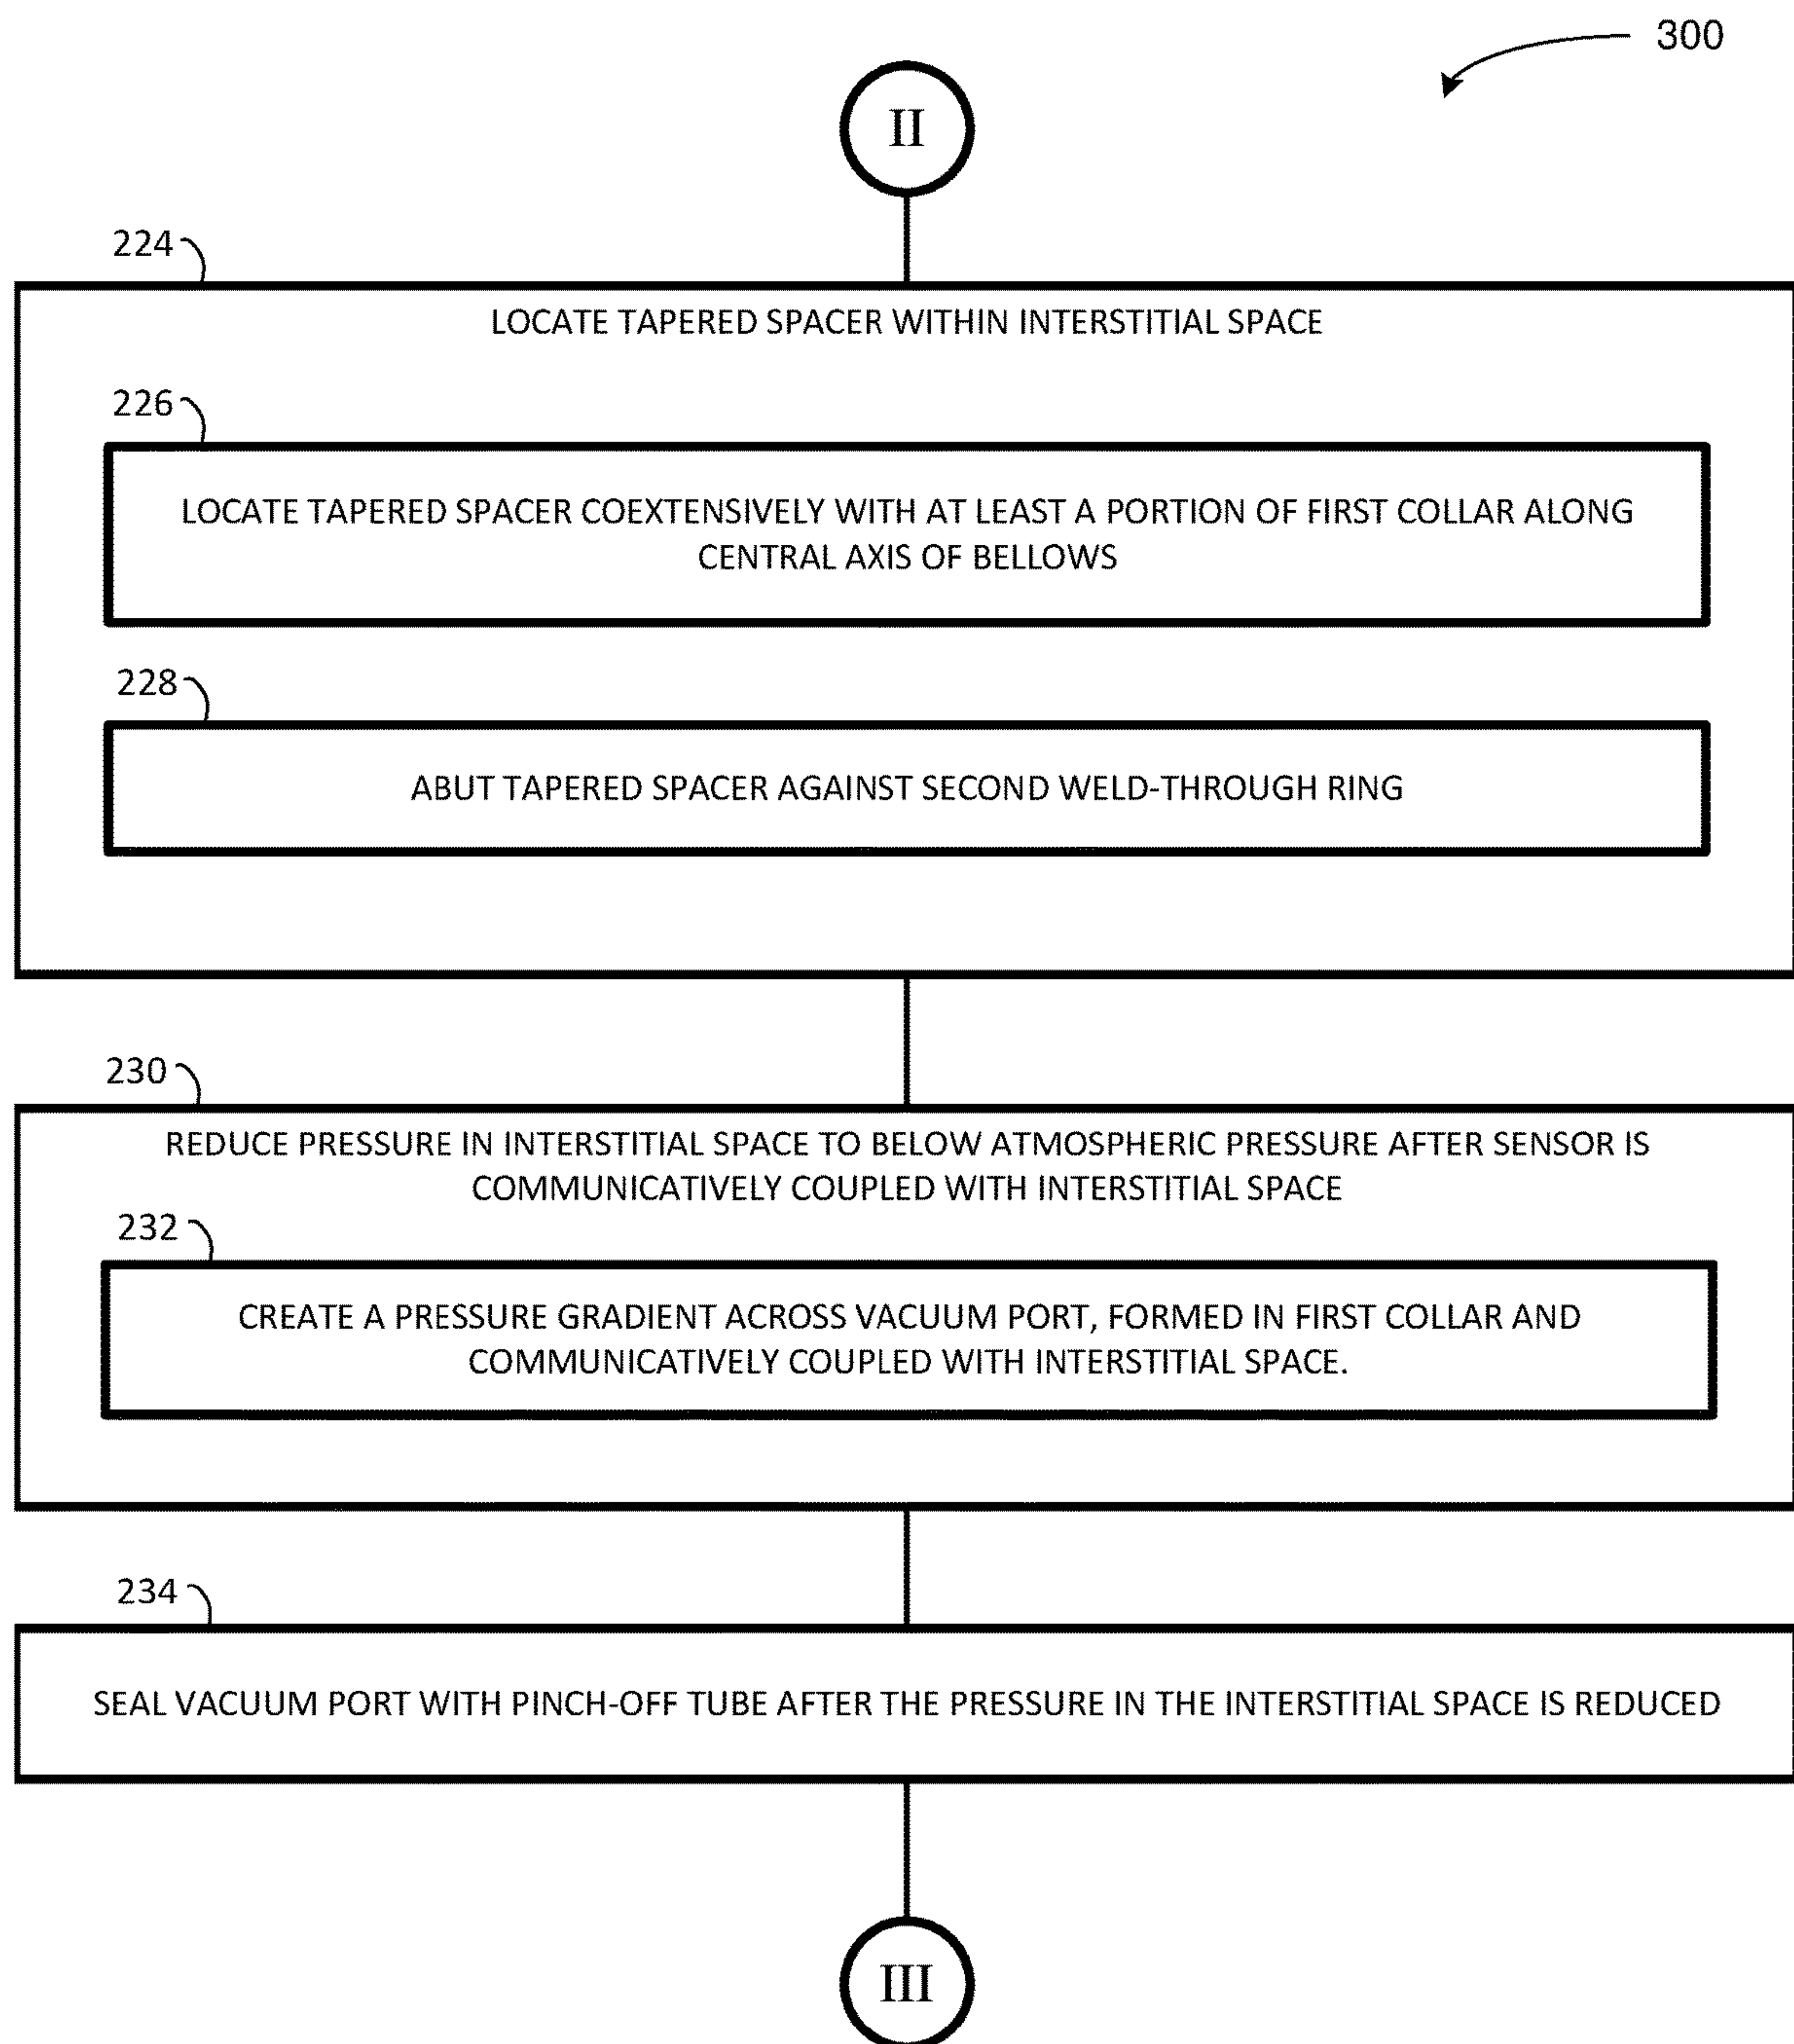 300
II
224
LOCATE TAPERED SPACER WITHIN INTERSTITIAL SPACE
226
LOCATE TAPERED SPACER COEXTENSIVELY WITH AT LEAST A PORTION OF FIRST COLLAR ALONG
CENTRAL AXIS OF BELLOWS
228
ABUT TAPERED SPACER AGAINST SECOND WELD-THROUGH RING
230
REDUCE PRESSURE IN INTERSTITIAL SPACE TO BELOW ATMOSPHERIC PRESSURE AFTER SENSOR IS
COMMUNICATIVELY COUPLED WITH INTERSTITIAL SPACE
232
CREATE A PRESSURE GRADIENT ACROSS VACUUM PORT, FORMED IN FIRST COLLAR AND
COMMUNICATIVELY COUPLED WITH INTERSTITIAL SPACE.
234
SEAL VACUUM PORT WITH PINCH-OFF TUBE AFTER THE PRESSURE IN THE INTERSTITIAL SPACE IS REDUCED
III